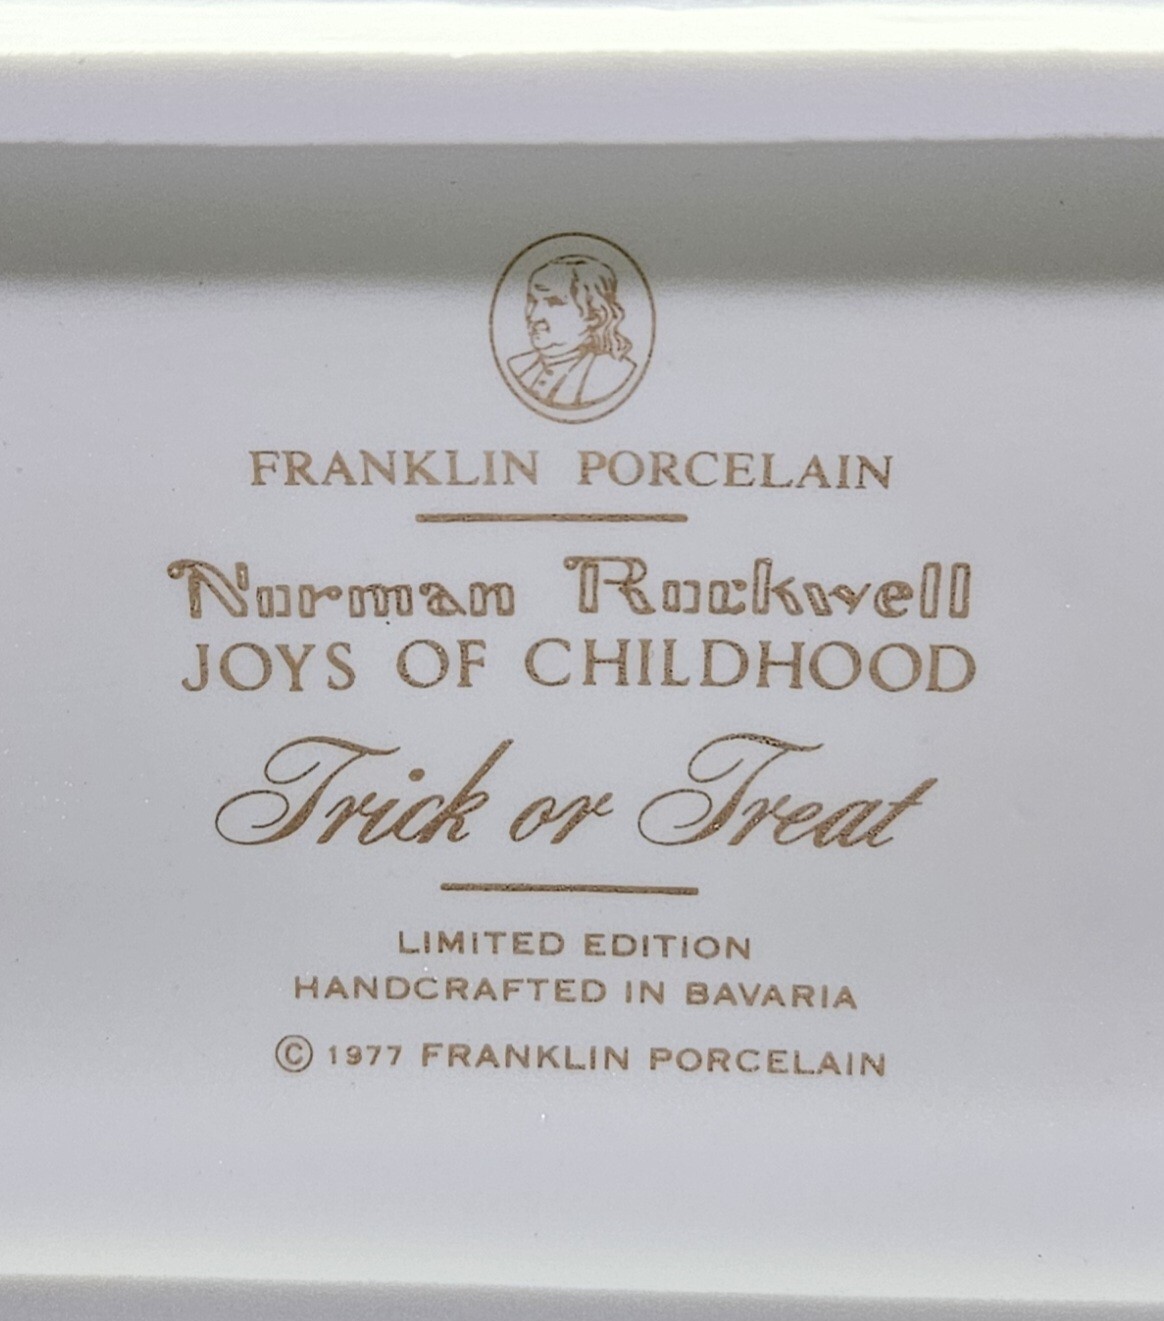 FRANKLIN PORCELAIN
Norman Rockwell
JOYS OF CHILDHOOD
Trick or Treat
LIMITED EDITION
HANDCRAFTED IN BAVARIA
© 1977 FRANKLIN PORCELAIN